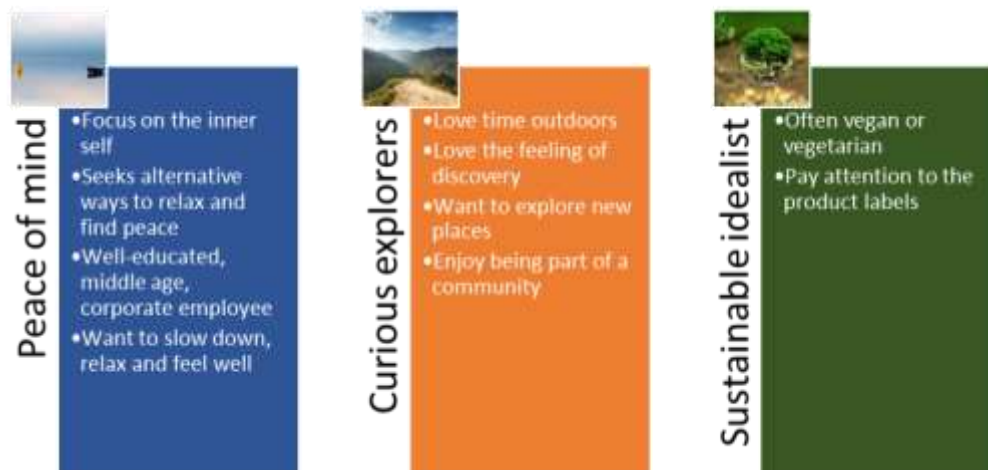 Peace of mind
•Focus on the inner
self
•Seeks alternative
ways to relax and
find peace
•Well-educated,
middle age,
corporate employee
•Want to slow down,
relax and feel well
Curious explorers
•Love time outdoors
•Love the feeling of
discovery
•Want to explore new
places
•Enjoy being part of a
community
Sustainable idealist
•Often vegan or
vegetarian
•Pay attention to the
product labels